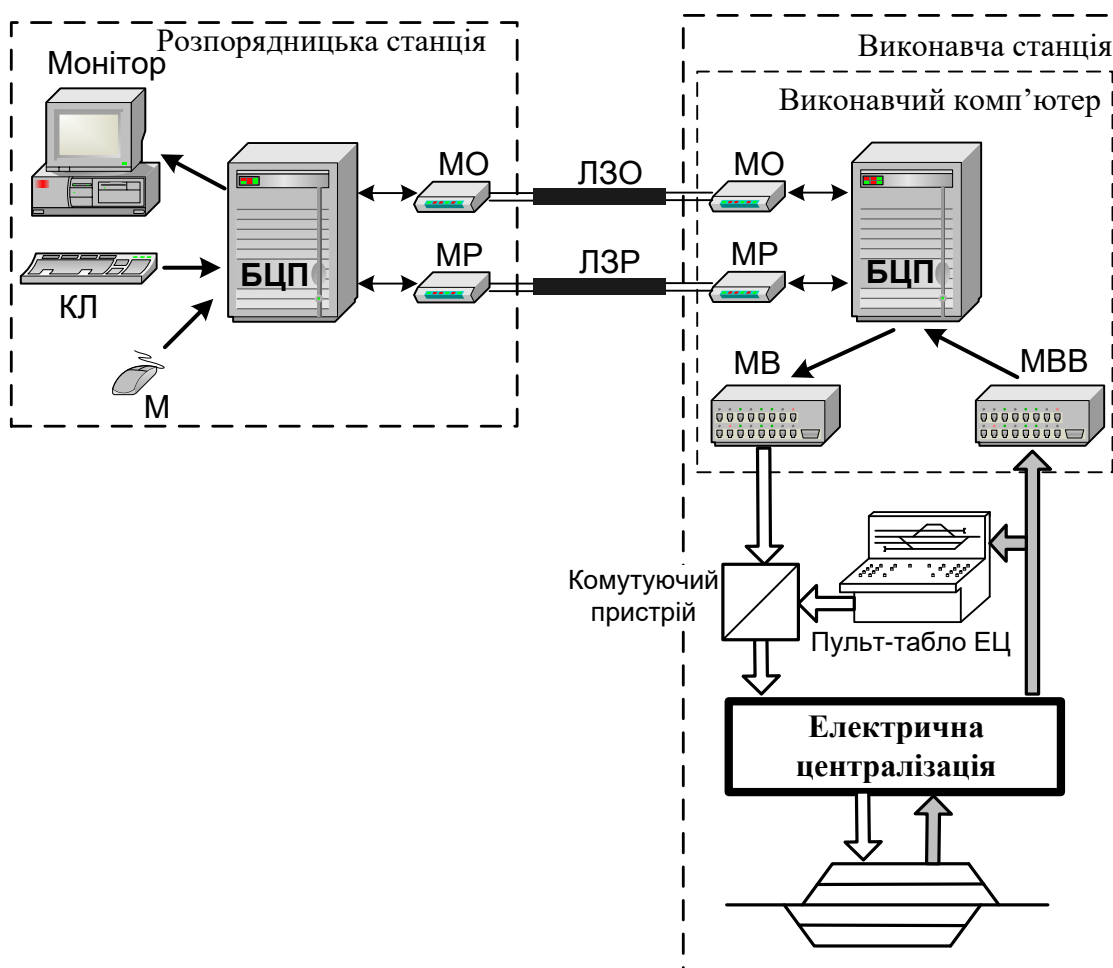 Розпорядницька станція
Монітор
БЦП
КЛ
М
МО
МР
ЛЗО
ЛЗР
Виконавча станція
Виконавчий комп’ютер
МО
МР
БЦП
МВ
МВВ
Комутуючий
пристрій
Пульт-табло ЕЦ
Електрична
централізація